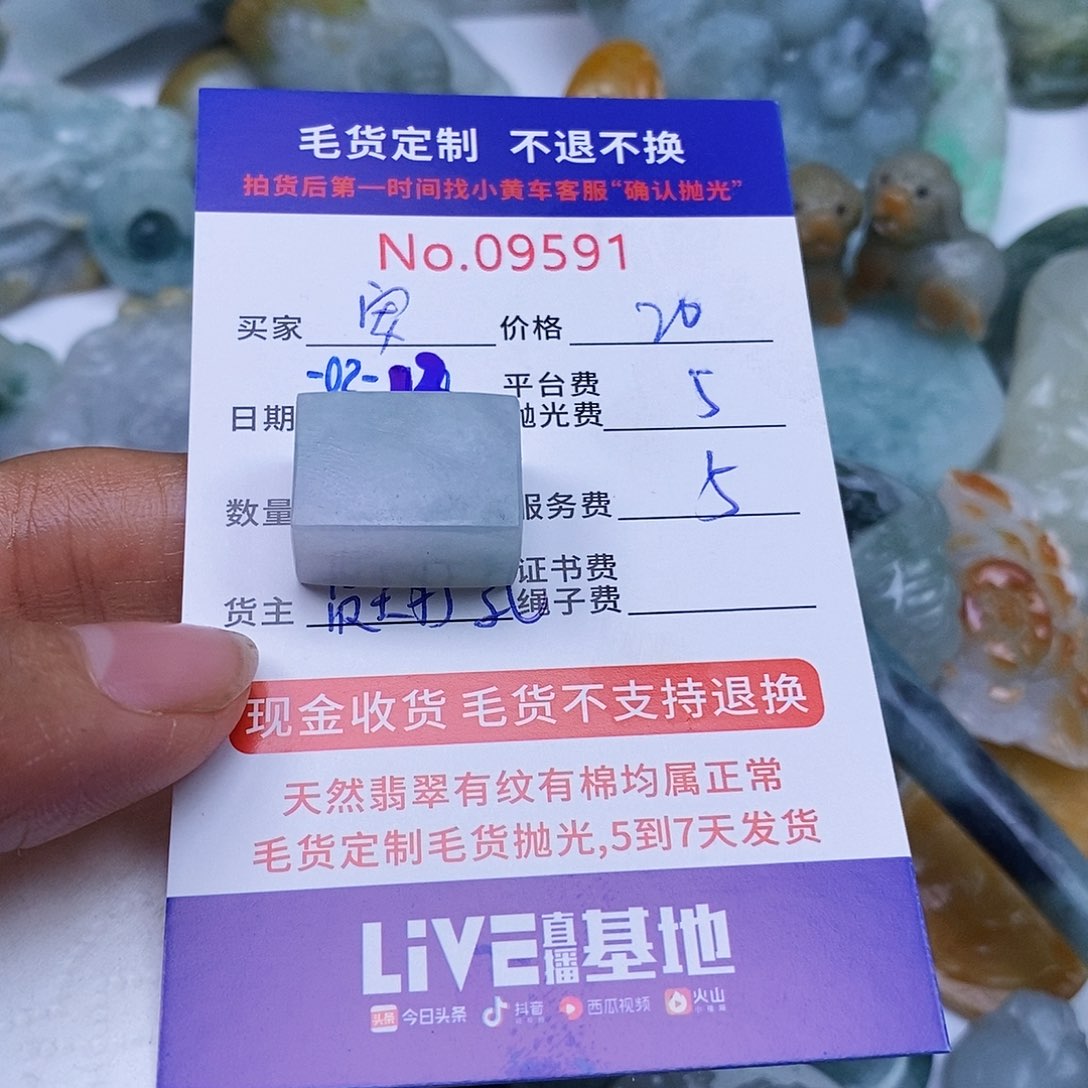 毛货定制 不退不换
拍货后第一时间找小黄车客服“确认抛光”
No.09591
买家 价格 20
-02-
平台费
日期 抛光费 5
数量 服务费 5
证书费
货主 绳子费
现金收货 毛货不支持退换
天然翡翠有纹有棉均属正常
毛货定制毛货抛光,5到7天发货
LiVE直播基地
头条 今日头条 抖音 西瓜视频 火山